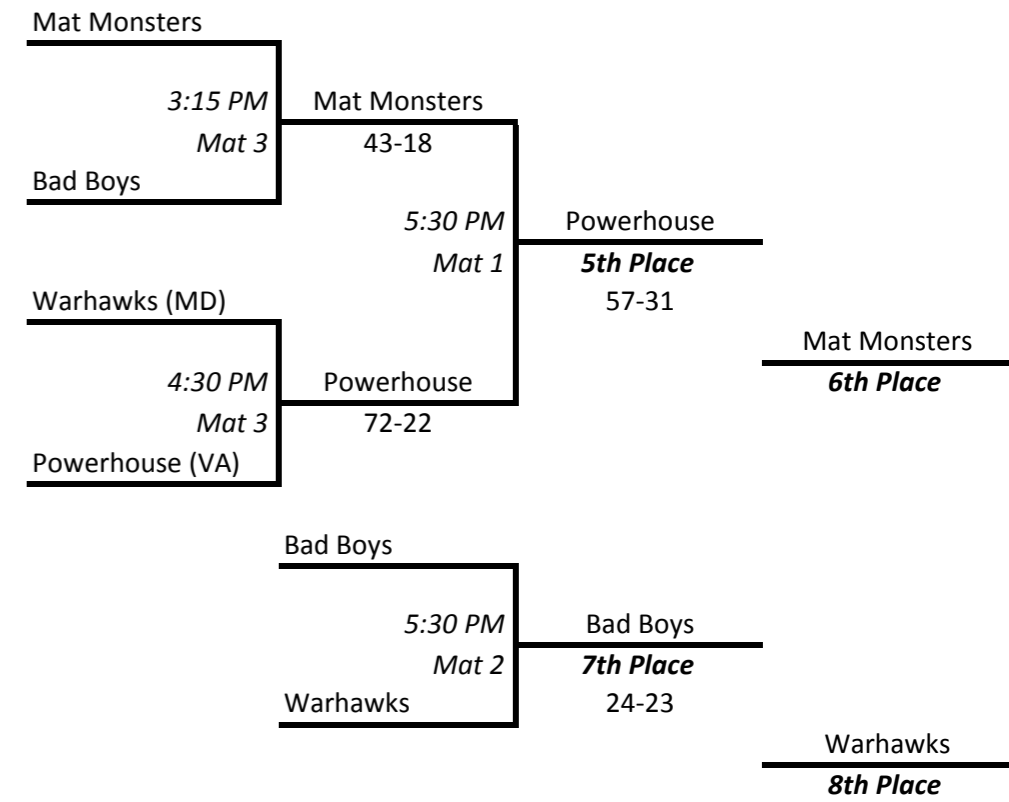 Mat Monsters
3:15 PM
Mat Monsters
Mat 3
43-18
Bad Boys
5:30 PM
Powerhouse
Mat 1
5th Place
Warhawks (MD)
57-31
Mat Monsters
4:30 PM
Powerhouse
6th Place
Mat 3
72-22
Powerhouse (VA)
Bad Boys
5:30 PM
Bad Boys
Mat 2
7th Place
Warhawks
24-23
Warhawks
8th Place